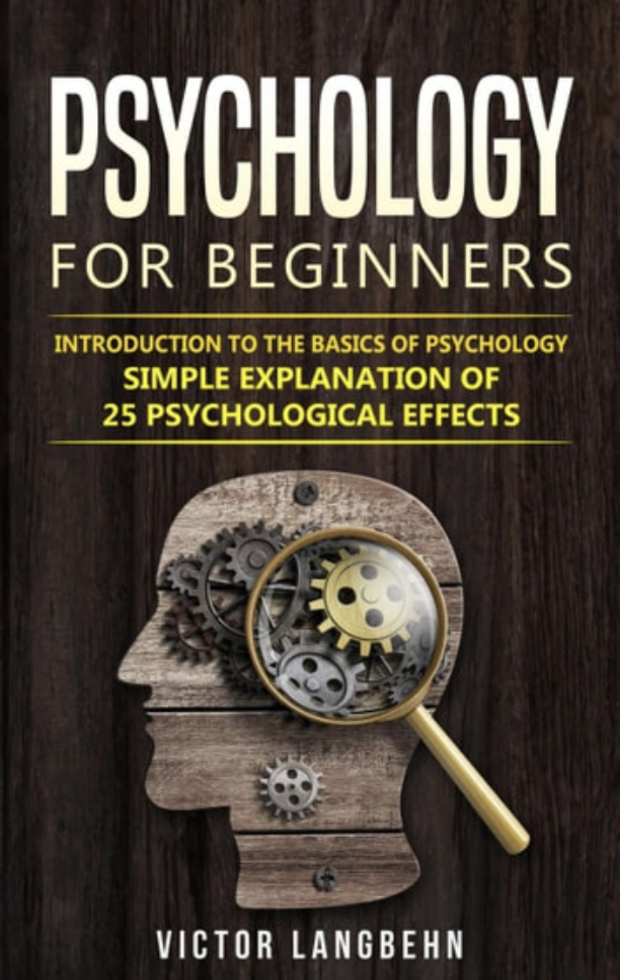 PSYCHOLOGY
FOR BEGINNERS
INTRODUCTION TO THE BASICS OF PSYCHOLOGY
SIMPLE EXPLANATION OF
25 PSYCHOLOGICAL EFFECTS
VICTOR LANGBEHN